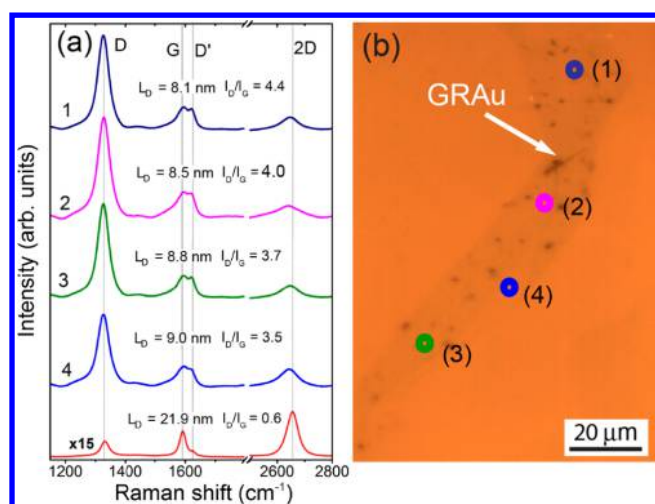 (a) D G D' 2D
1 L_D = 8.1 nm I_D/I_G = 4.4
2 L_D = 8.5 nm I_D/I_G = 4.0
3 L_D = 8.8 nm I_D/I_G = 3.7
4 L_D = 9.0 nm I_D/I_G = 3.5
x15 L_D = 21.9 nm I_D/I_G = 0.6
1200 1400 1600 2600 2800
Raman shift (cm⁻¹)
Intensity (arb. units)
(b)
(1)
GRAu
(2)
(4)
(3)
20 μm